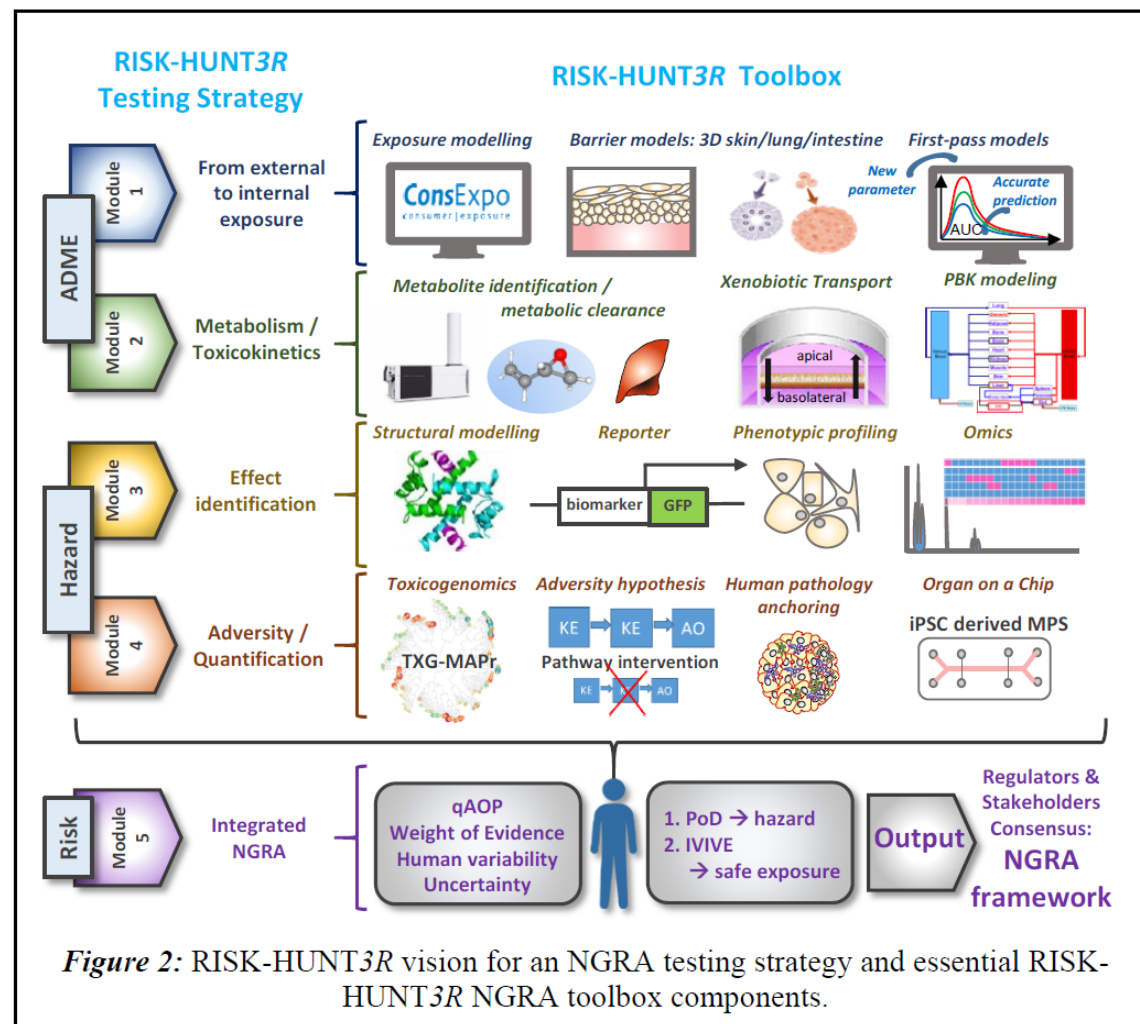 RISK-HUNT3R
Testing Strategy
RISK-HUNT3R Toolbox
ADME
Module
1
From external
to internal
exposure
Exposure modelling
ConsExpo
consumer|exposure
Barrier models: 3D skin/lung/intestine
First-pass models
New
parameter
Accurate
prediction
AUC
Module
2
Metabolism /
Toxicokinetics
Metabolite identification /
metabolic clearance
Xenobiotic Transport
apical
basolateral
PBK modeling
Lung
Hazard
Module
3
Effect
identification
Structural modelling
Reporter
biomarker
GFP
Phenotypic profiling
Omics
Module
4
Adversity /
Quantification
Toxicogenomics
TXG-MAPr
Adversity hypothesis
KE
KE
AO
Pathway intervention
KE
AO
Human pathology
anchoring
Organ on a Chip
iPSC derived MPS
Risk
Module
5
Integrated
NGRA
qAOP
Weight of Evidence
Human variability
Uncertainty
1. PoD → hazard
2. IVIVE
→ safe exposure
Output
Regulators &
Stakeholders
Consensus:
NGRA
framework
Figure 2: RISK-HUNT3R vision for an NGRA testing strategy and essential RISK-
HUNT3R NGRA toolbox components.